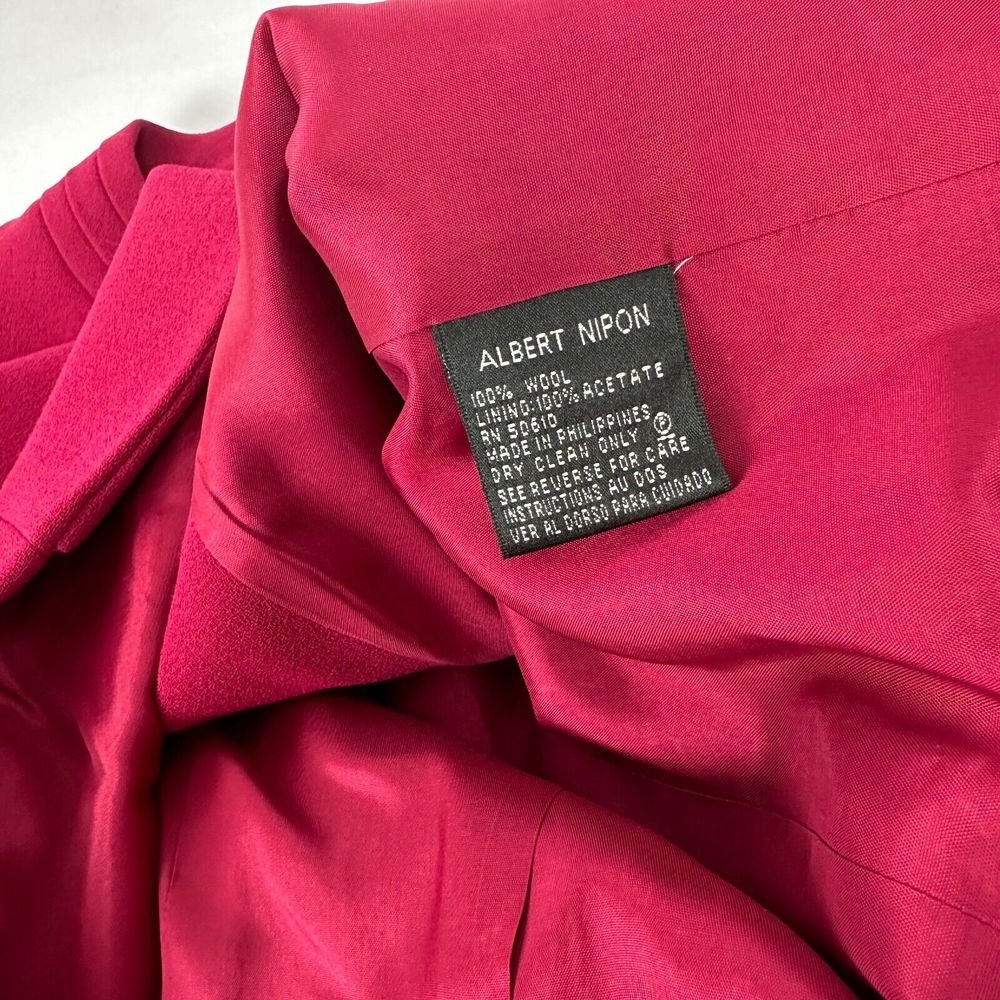 ALBERT NIPON
100% WOOL
LINING:100% ACETATE
RN 50610
MADE IN PHILIPPINES
DRY CLEAN ONLY Ⓟ
SEE REVERSE FOR CARE
INSTRUCTIONS AU DOS
VER AL DORSO PARA CUIDADO